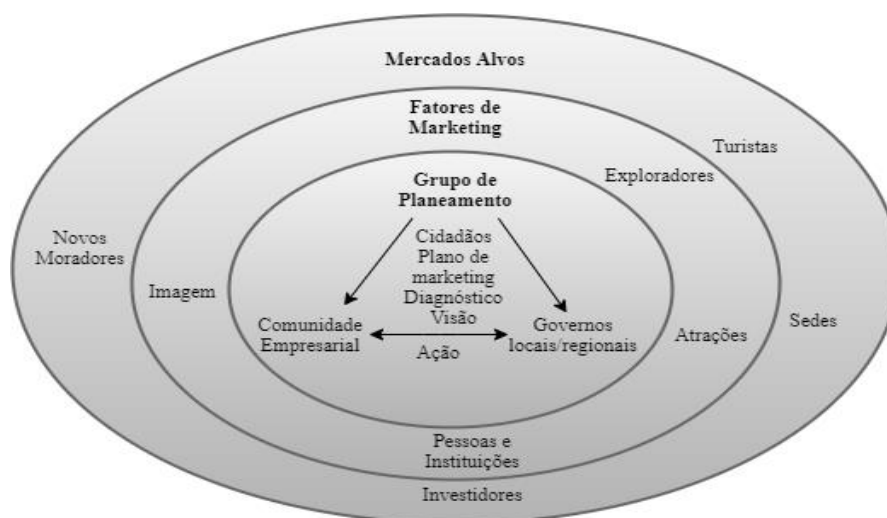 Mercados Alvos
Fatores de
Marketing
Turistas
Exploradores
Grupo de
Planeamento
Novos
Moradores
Cidadãos
Plano de
marketing
Diagnóstico
Visão
Imagem
Comunidade
Empresarial
Ação
Governos
locais/regionais
Atrações
Sedes
Pessoas e
Instituições
Investidores